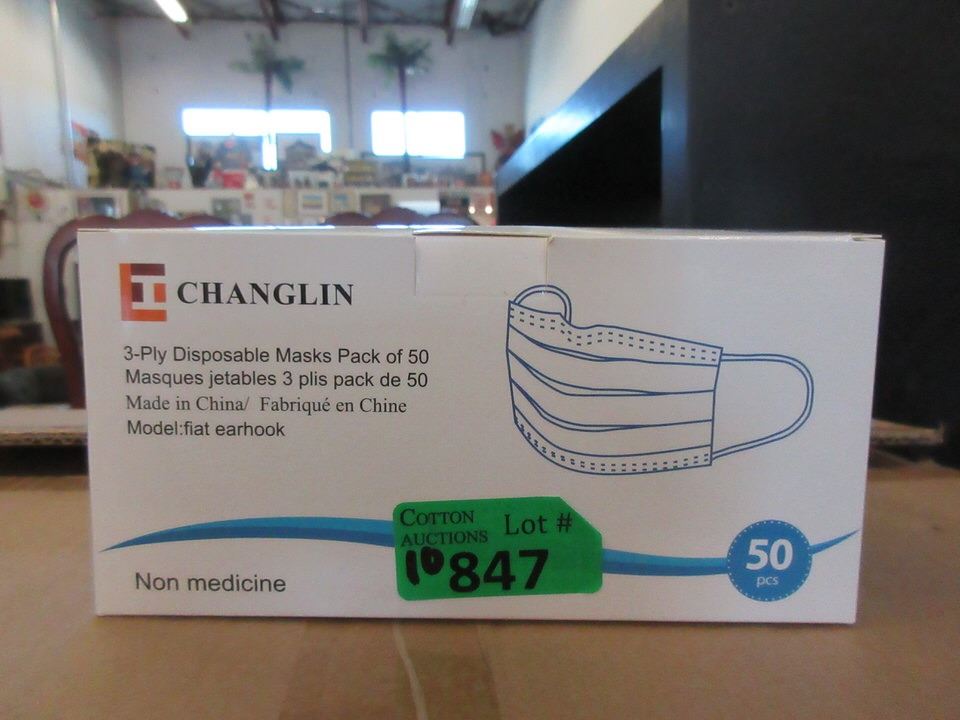 CHANGLIN
3-Ply Disposable Masks Pack of 50
Masques jetables 3 plis pack de 50
Made in China/ Fabriqué en Chine
Model:fiat earhook
COTTON
AUCTIONS
Lot #
10847
50
pcs
Non medicine